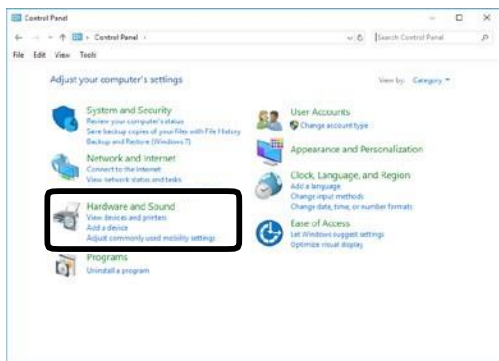 Control Panel
Control Panel
Search Control Panel
File Edit View Tools
Adjust your computer's settings
View by: Category
System and Security
Review your computer's status
Save backup copies of your files with File History
Backup and Restore (Windows 7)
Network and Internet
Connect to the Internet
View network status and tasks
Hardware and Sound
View devices and printers
Add a device
Adjust commonly used mobility settings
Programs
Uninstall a program
User Accounts
Change account type
Appearance and Personalization
Clock, Language, and Region
Add a language
Change input methods
Change date, time, or number formats
Ease of Access
Let Windows suggest settings
Optimize visual display